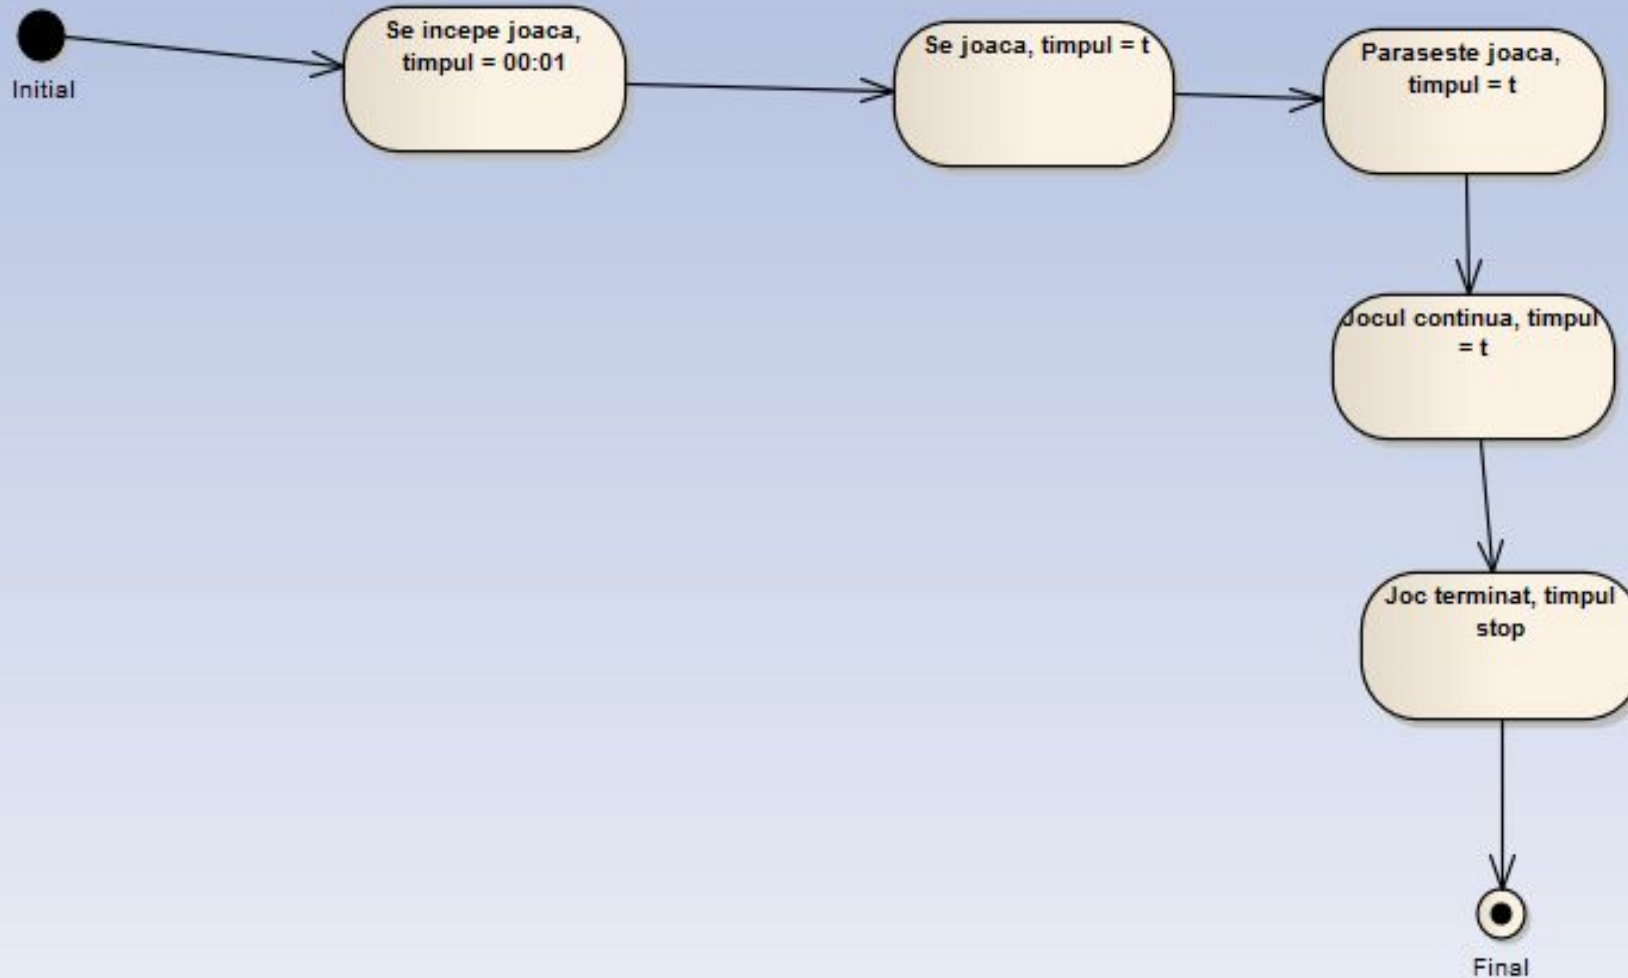 Initial
Se incepe joaca,
timpul = 00:01
Se joaca, timpul = t
Paraseste joaca,
timpul = t
Jocul continua, timpul
= t
Joc terminat, timpul
stop
Final